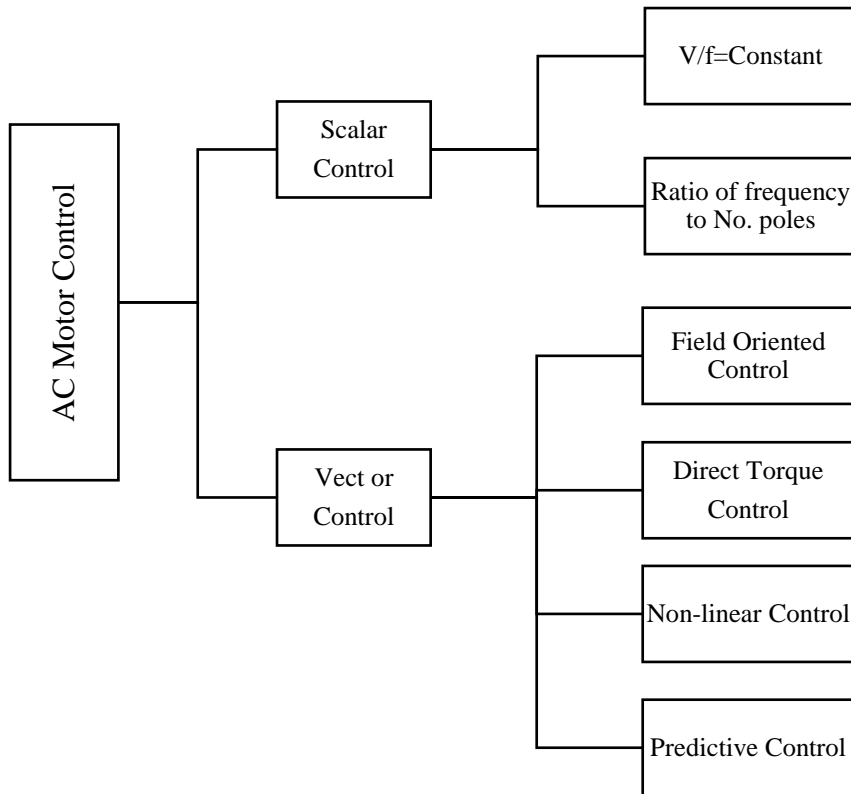 AC Motor Control
Scalar
Control
Vect or
Control
V/f=Constant
Ratio of frequency
to No. poles
Field Oriented
Control
Direct Torque
Control
Non-linear Control
Predictive Control